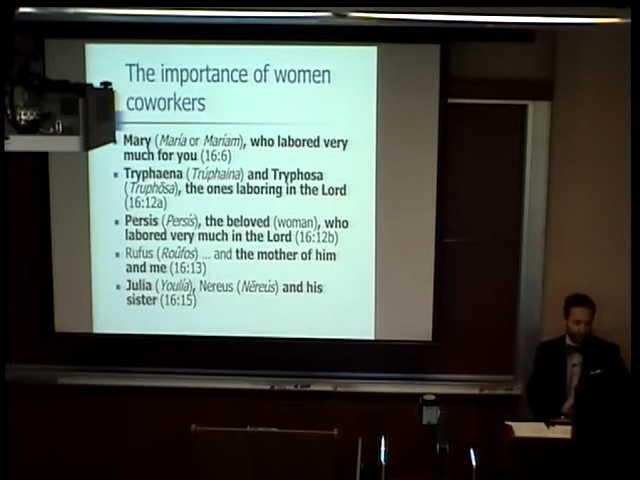 The importance of women
coworkers
▪ Mary (María or Mariam), who labored very
much for you (16:6)
▪ Tryphaena (Trúphaina) and Tryphosa
(Truphõsa), the ones laboring in the Lord
(16:12a)
▪ Persis (Persís), the beloved (woman), who
labored very much in the Lord (16:12b)
▪ Rufus (Roúfos) ... and the mother of him
and me (16:13)
▪ Julia (Youlía), Nereus (Nēreús) and his
sister (16:15)